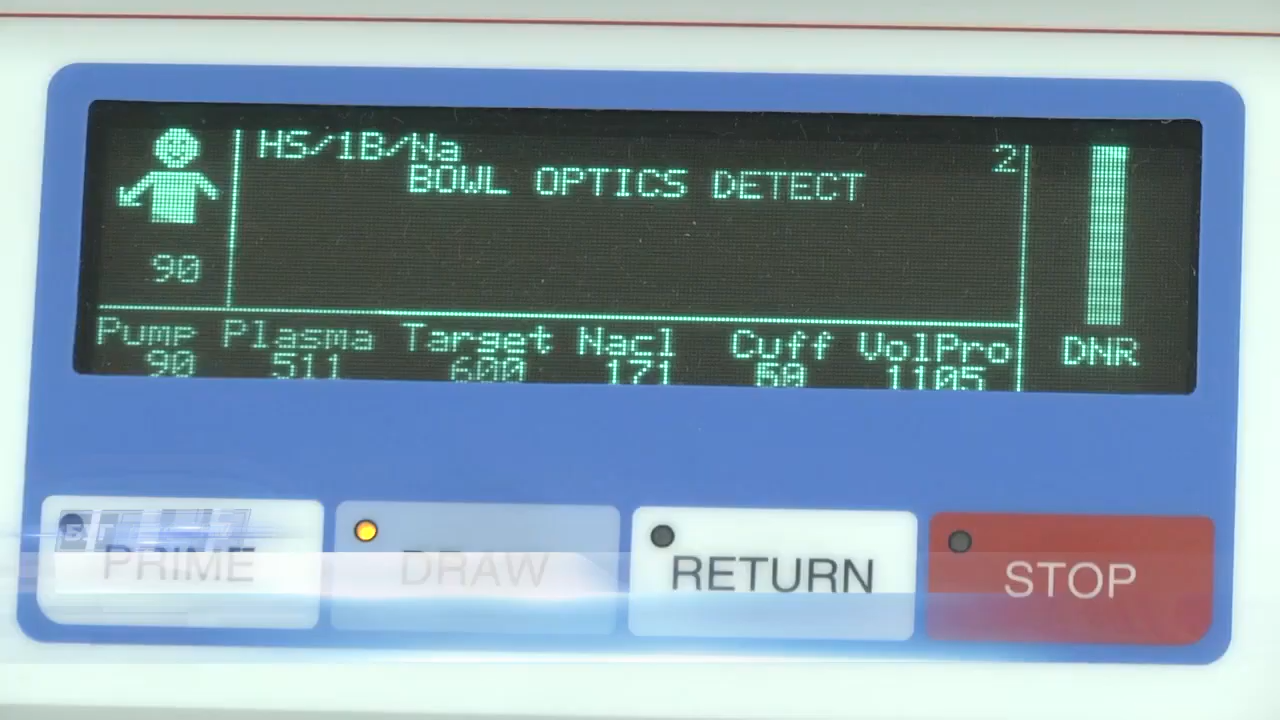 HS/1B/Na
2
BOWL OPTICS DETECT
90
Pump Plasma Target Nacl Cuff VolPro DNR
90 511 600 171 50 1105
PRIME DRAW RETURN STOP